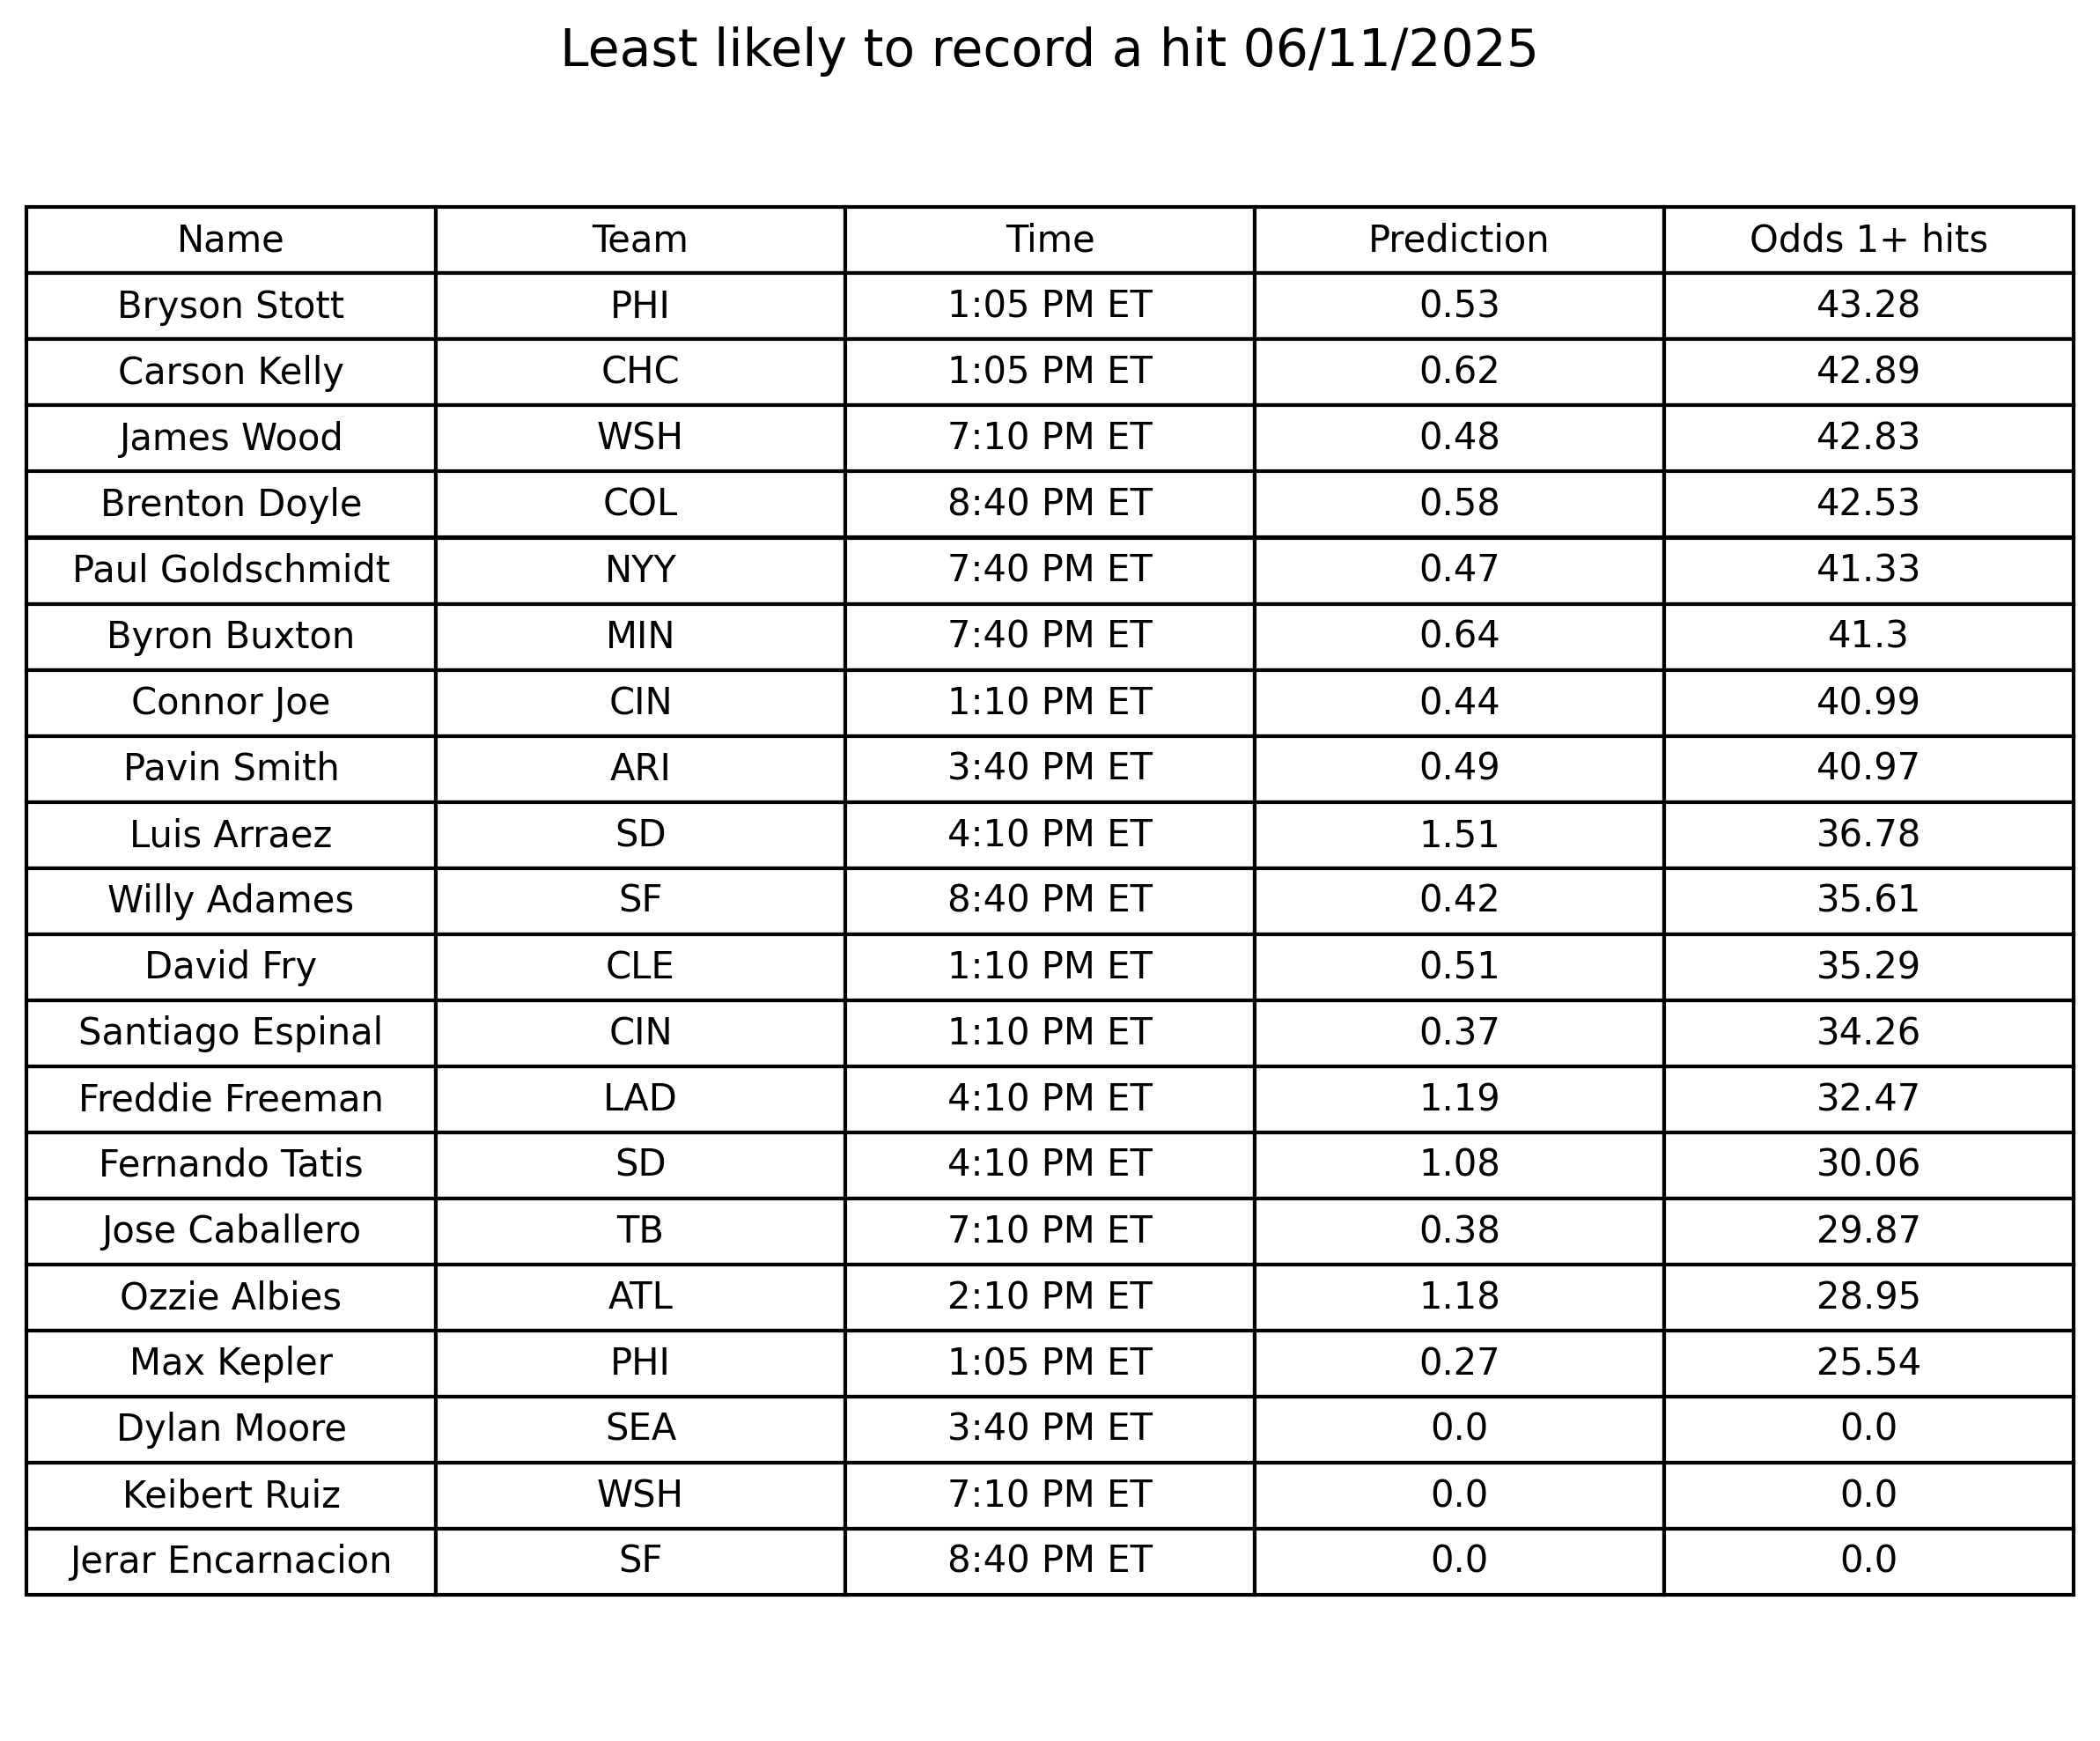 Least likely to record a hit 06/11/2025
Name Team Time Prediction Odds 1+ hits
Bryson Stott PHI 1:05 PM ET 0.53 43.28
Carson Kelly CHC 1:05 PM ET 0.62 42.89
James Wood WSH 7:10 PM ET 0.48 42.83
Brenton Doyle COL 8:40 PM ET 0.58 42.53
Paul Goldschmidt NYY 7:40 PM ET 0.47 41.33
Byron Buxton MIN 7:40 PM ET 0.64 41.3
Connor Joe CIN 1:10 PM ET 0.44 40.99
Pavin Smith ARI 3:40 PM ET 0.49 40.97
Luis Arraez SD 4:10 PM ET 1.51 36.78
Willy Adames SF 8:40 PM ET 0.42 35.61
David Fry CLE 1:10 PM ET 0.51 35.29
Santiago Espinal CIN 1:10 PM ET 0.37 34.26
Freddie Freeman LAD 4:10 PM ET 1.19 32.47
Fernando Tatis SD 4:10 PM ET 1.08 30.06
Jose Caballero TB 7:10 PM ET 0.38 29.87
Ozzie Albies ATL 2:10 PM ET 1.18 28.95
Max Kepler PHI 1:05 PM ET 0.27 25.54
Dylan Moore SEA 3:40 PM ET 0.0 0.0
Keibert Ruiz WSH 7:10 PM ET 0.0 0.0
Jerar Encarnacion SF 8:40 PM ET 0.0 0.0